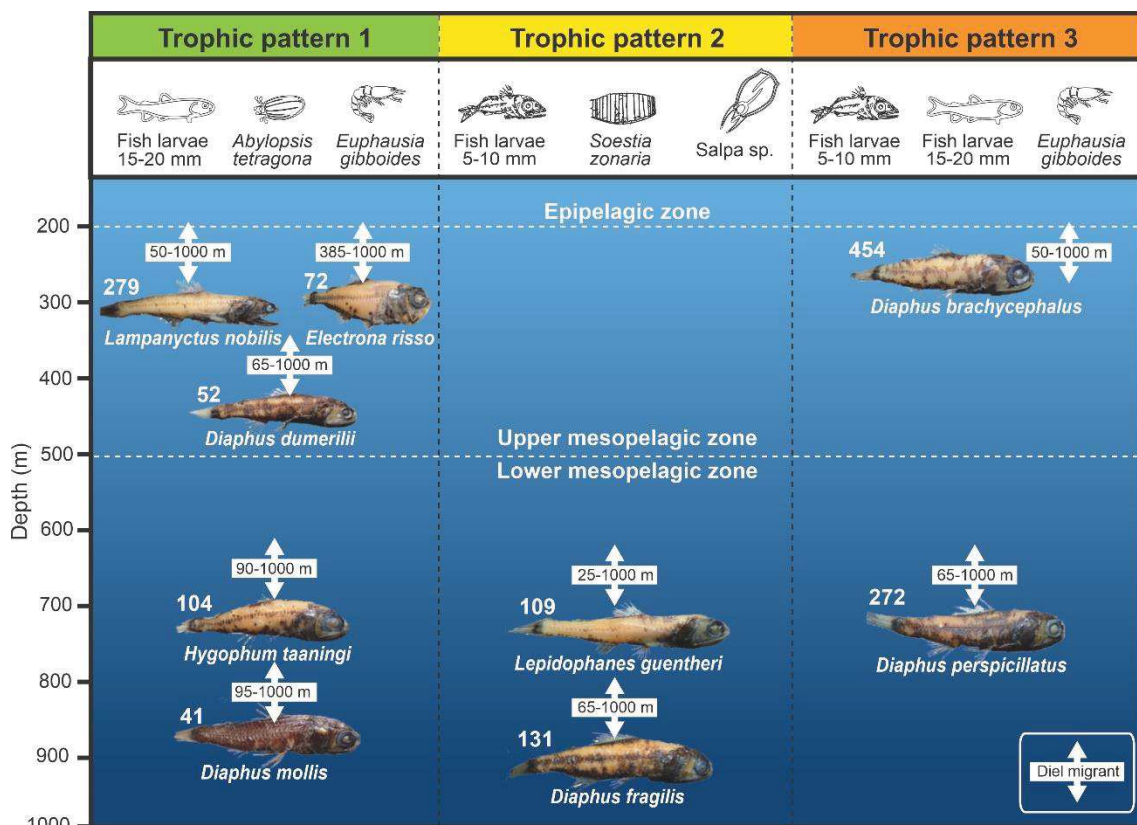 Trophic pattern 1
Trophic pattern 2
Trophic pattern 3
Fish larvae
15-20 mm
Abylopsis
tetragona
Euphausia
gibboides
Fish larvae
5-10 mm
Soestia
zonaria
Salpa sp.
Fish larvae
5-10 mm
Fish larvae
15-20 mm
Euphausia
gibboides
Depth (m)
200
300
400
500
600
700
800
900
1000
Epipelagic zone
Upper mesopelagic zone
Lower mesopelagic zone
50-1000 m
279
Lampanyctus nobilis
385-1000 m
72
Electrona risso
65-1000 m
52
Diaphus dumerilii
90-1000 m
104
Hygophum taaningi
95-1000 m
41
Diaphus mollis
25-1000 m
109
Lepidophanes guentheri
65-1000 m
131
Diaphus fragilis
454
50-1000 m
Diaphus brachycephalus
65-1000 m
272
Diaphus perspicillatus
Diel migrant